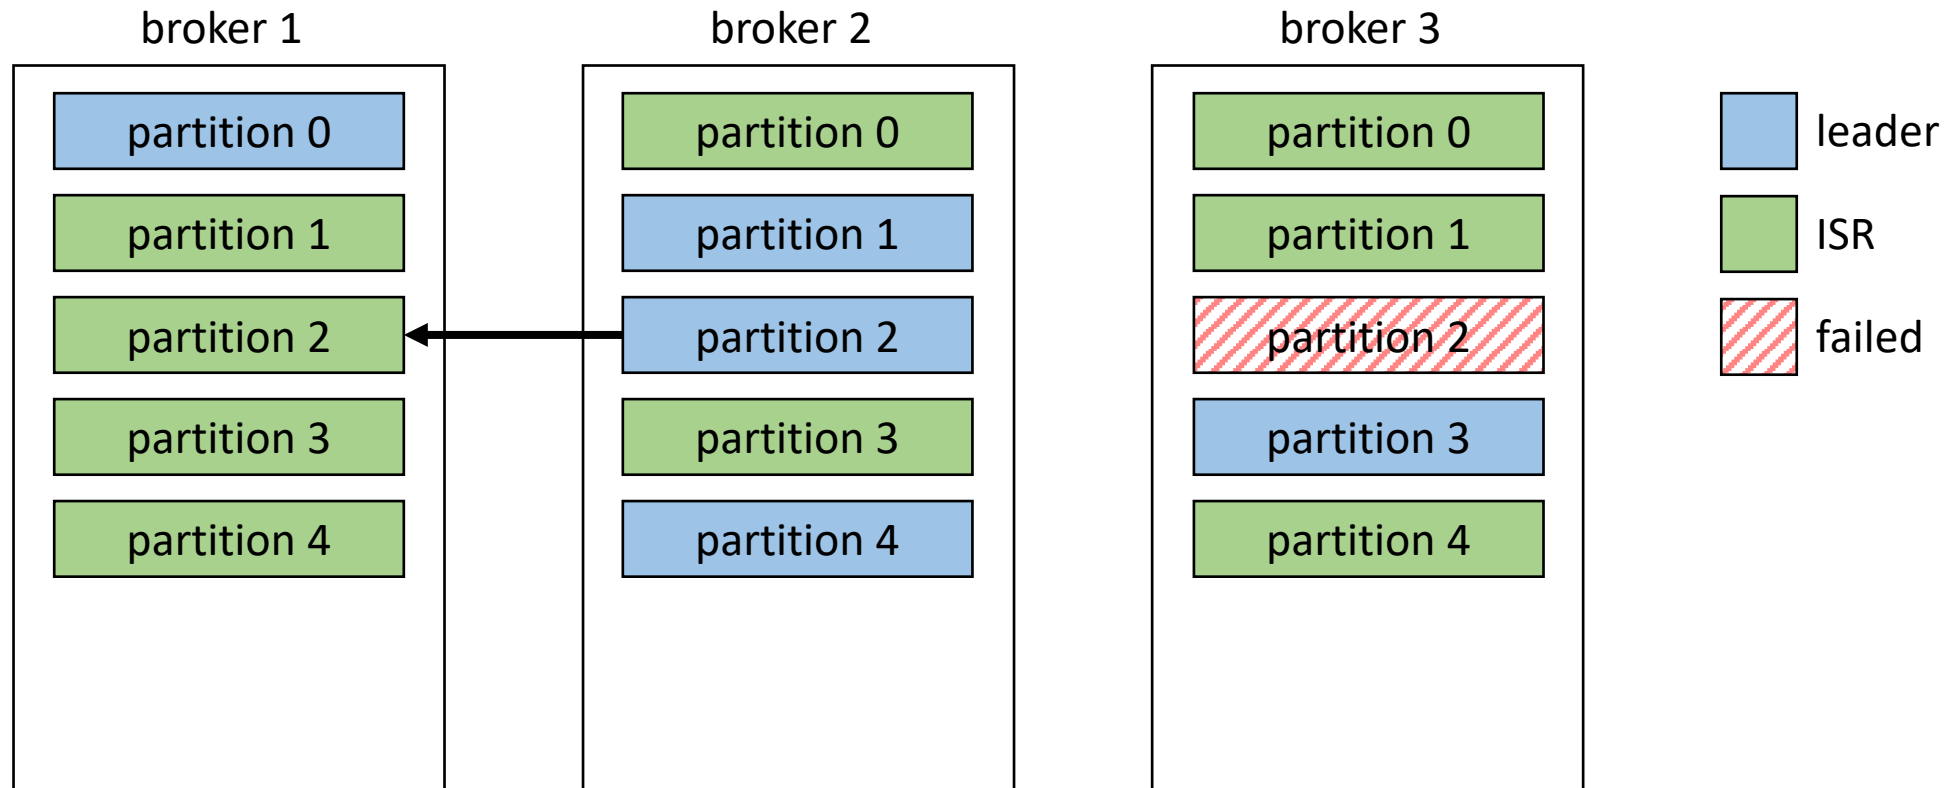 broker 1
partition 0
partition 1
partition 2
partition 3
partition 4
broker 2
partition 0
partition 1
partition 2
partition 3
partition 4
broker 3
partition 0
partition 1
partition 2
partition 3
partition 4
leader
ISR
failed